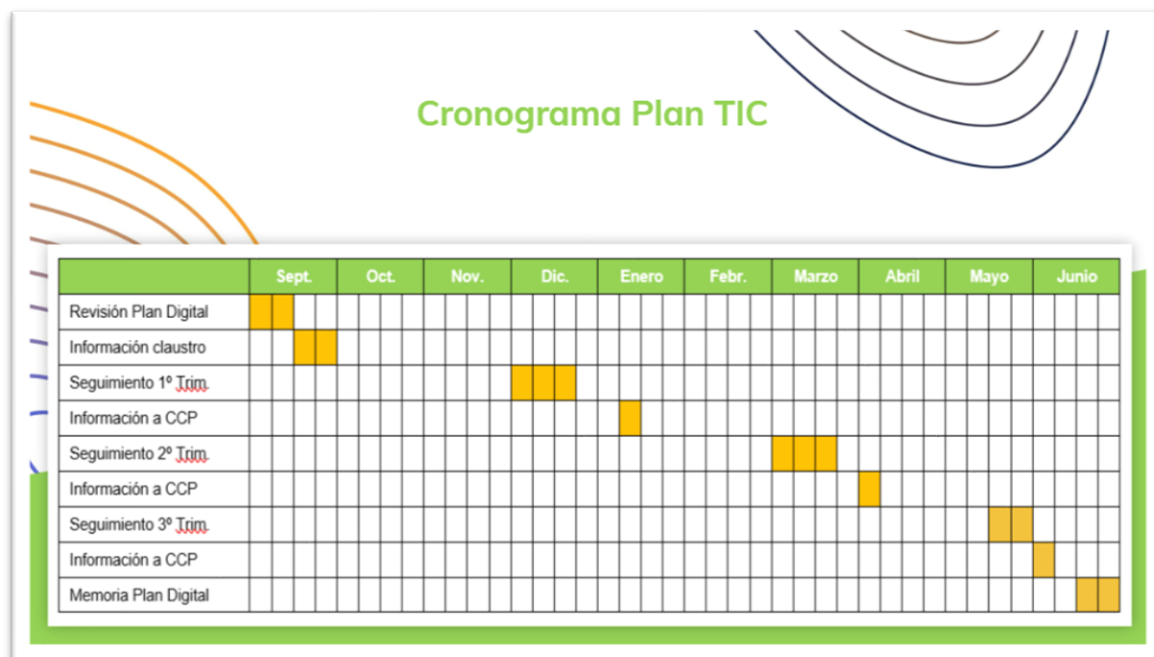 Cronograma Plan TIC
Sept. Oct. Nov. Dic. Enero Febr. Marzo Abril Mayo Junio
Revisión Plan Digital
Información claustro
Seguimiento 1º Trim.
Información a CCP
Seguimiento 2º Trim.
Información a CCP
Seguimiento 3º Trim.
Información a CCP
Memoria Plan Digital